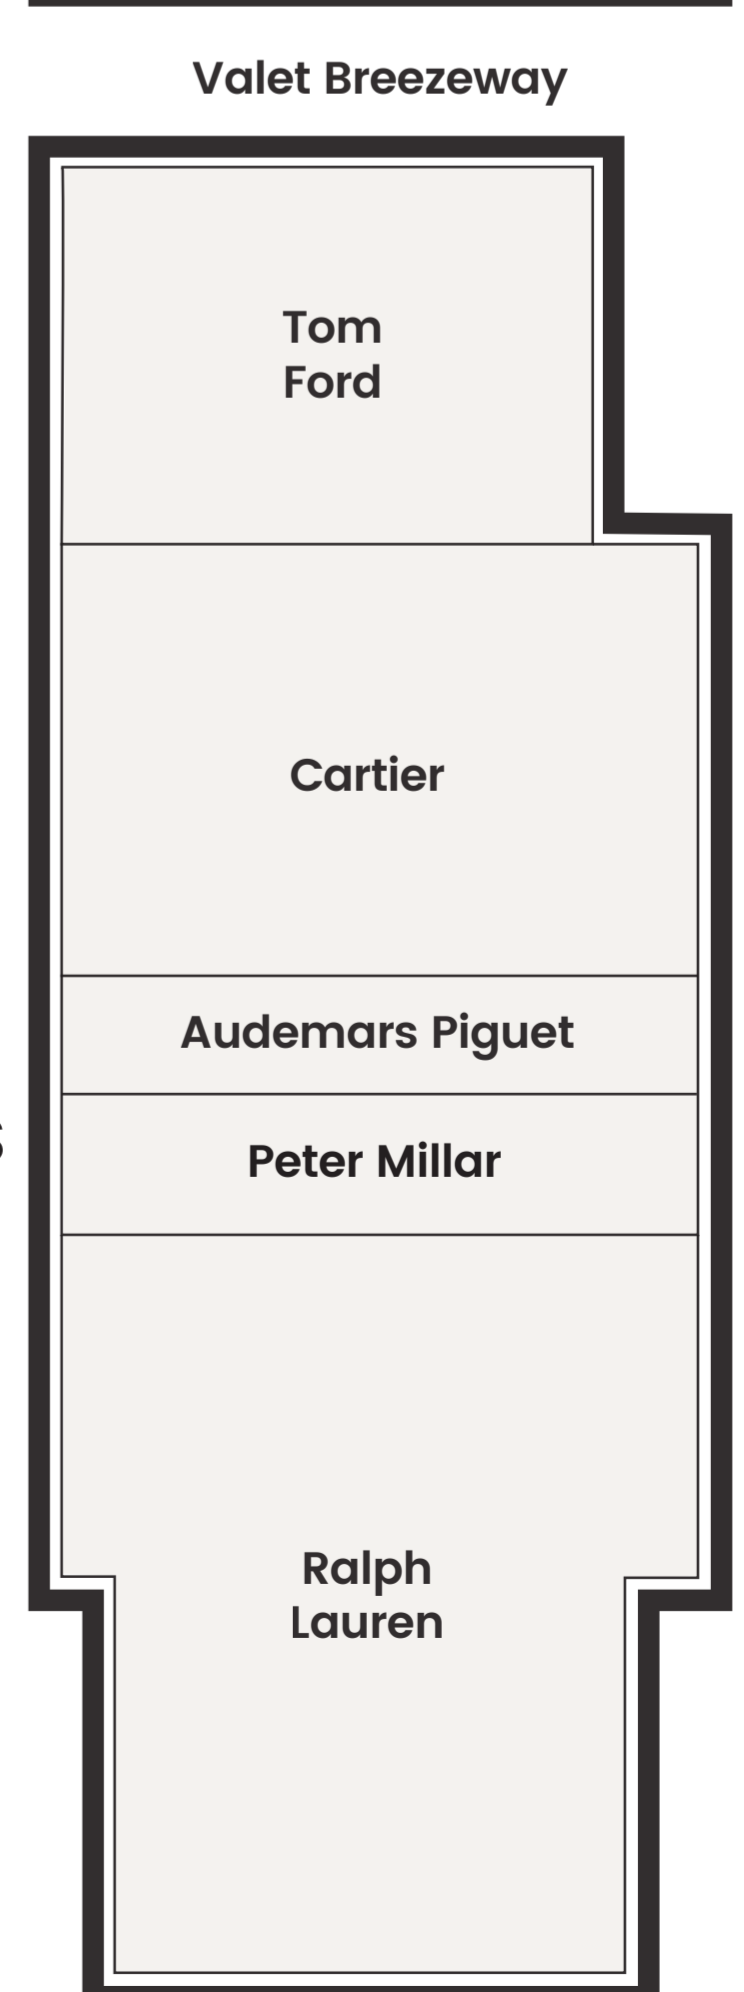 Valet Breezeway
Tom
Ford
Cartier
Audemars Piguet
Peter Millar
Ralph
Lauren